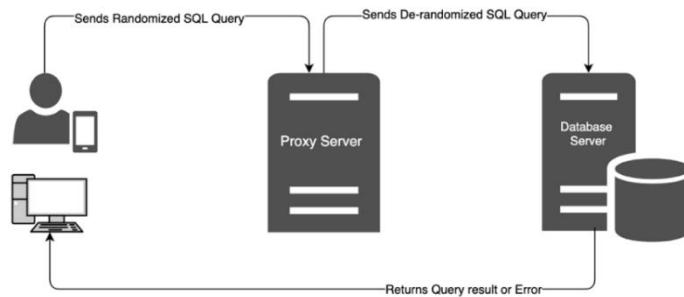 Sends Randomized SQL Query
Sends De-randomized SQL Query
Proxy Server
Database
Server
Returns Query result or Error